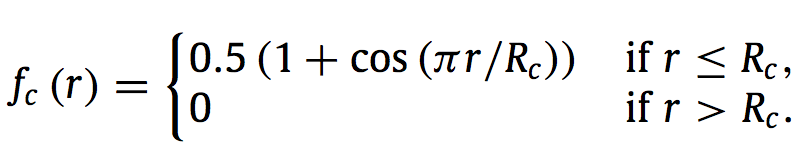 f_c (r) = { 0.5 (1 + cos (πr/R_c)) if r ≤ R_c,
0 if r > R_c.